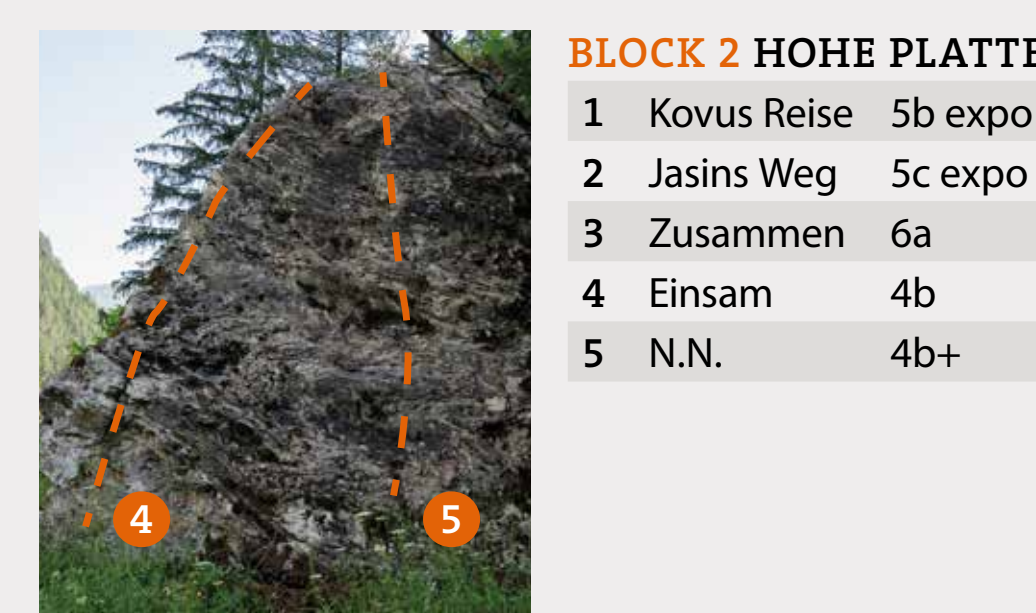 BLOCK 2 HOHE PLATTE
1 Kovus Reise 5b expo
2 Jasins Weg 5c expo
3 Zusammen 6a
4 Einsam 4b
5 N.N. 4b+
4
5